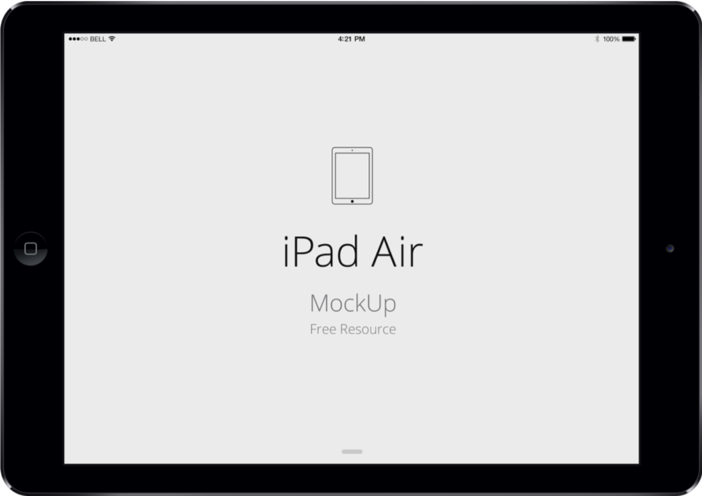 BELL 4:21 PM 100%
iPad Air
MockUp
Free Resource